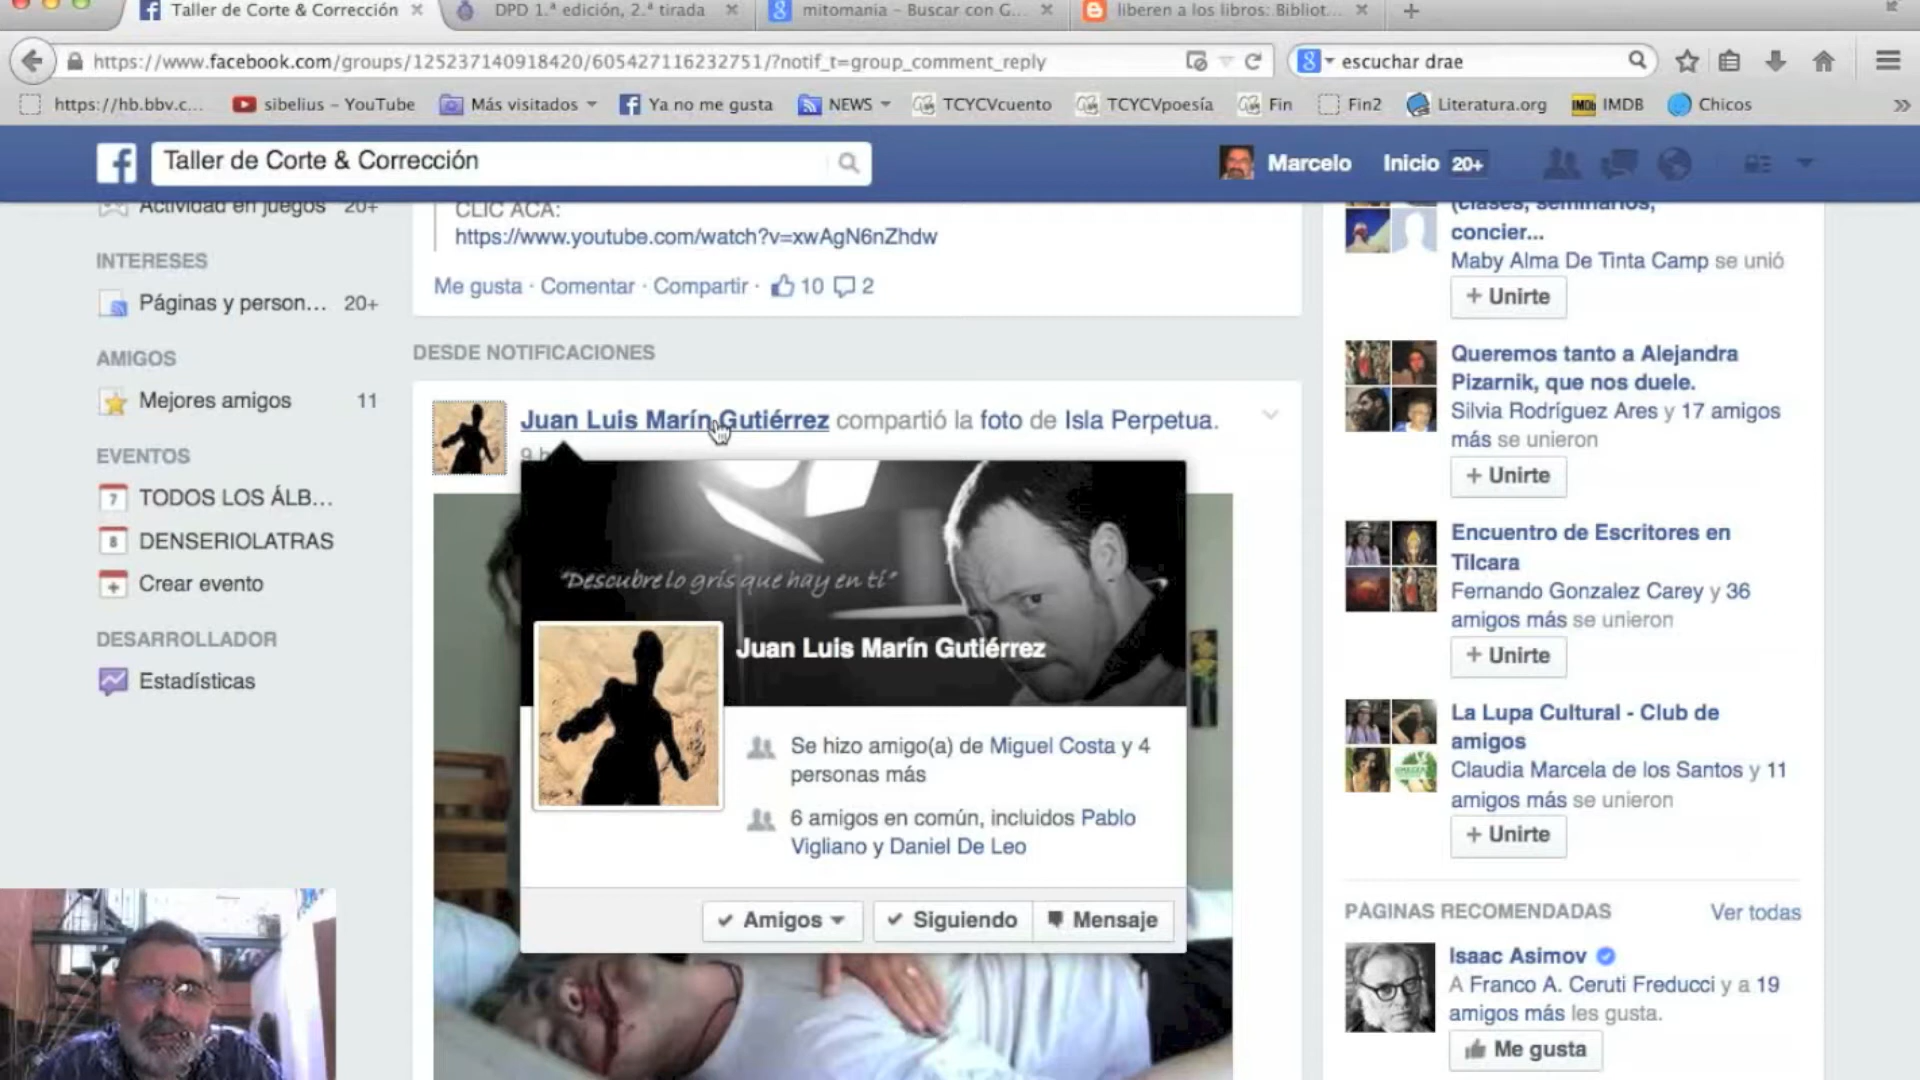 Taller de Corte & Corrección
DPD 1.ª edición, 2.ª tirada
mitomania – Buscar con G...
liberen a los libros: Bibliot...
https://www.facebook.com/groups/125237140918420/605427116232751/?notif_t=group_comment_reply
escuchar drae
https://hb.bbv.c...
sibelius – YouTube
Más visitados
Ya no me gusta
NEWS
TCYCVcuento
TCYCVpoesía
Fin
Fin2
Literatura.org
IMDb IMDB
Chicos
Taller de Corte & Corrección
Marcelo
Inicio 20+
Actividad en juegos 20+
INTERESES
Páginas y person... 20+
AMIGOS
Mejores amigos 11
EVENTOS
7 TODOS LOS ÁLB...
8 DENSERIOLATRAS
Crear evento
DESARROLLADOR
Estadísticas
CLIC ACA:
https://www.youtube.com/watch?v=xwAgN6nZhdw
Me gusta · Comentar · Compartir · 10 2
DESDE NOTIFICACIONES
Juan Luis Marín Gutiérrez compartió la foto de Isla Perpetua.
9 h
"Descubre lo gris que hay en ti"
Juan Luis Marín Gutiérrez
Se hizo amigo(a) de Miguel Costa y 4
personas más
6 amigos en común, incluidos Pablo
Vigliano y Daniel De Leo
Amigos
Siguiendo
Mensaje
(clases, seminarios,
concier...
Maby Alma De Tinta Camp se unió
+ Unirte
Queremos tanto a Alejandra
Pizarnik, que nos duele.
Silvia Rodríguez Ares y 17 amigos
más se unieron
+ Unirte
Encuentro de Escritores en
Tilcara
Fernando Gonzalez Carey y 36
amigos más se unieron
+ Unirte
La Lupa Cultural - Club de
amigos
Claudia Marcela de los Santos y 11
amigos más se unieron
+ Unirte
PÁGINAS RECOMENDADAS Ver todas
Isaac Asimov
A Franco A. Ceruti Freducci y a 19
amigos más les gusta.
Me gusta